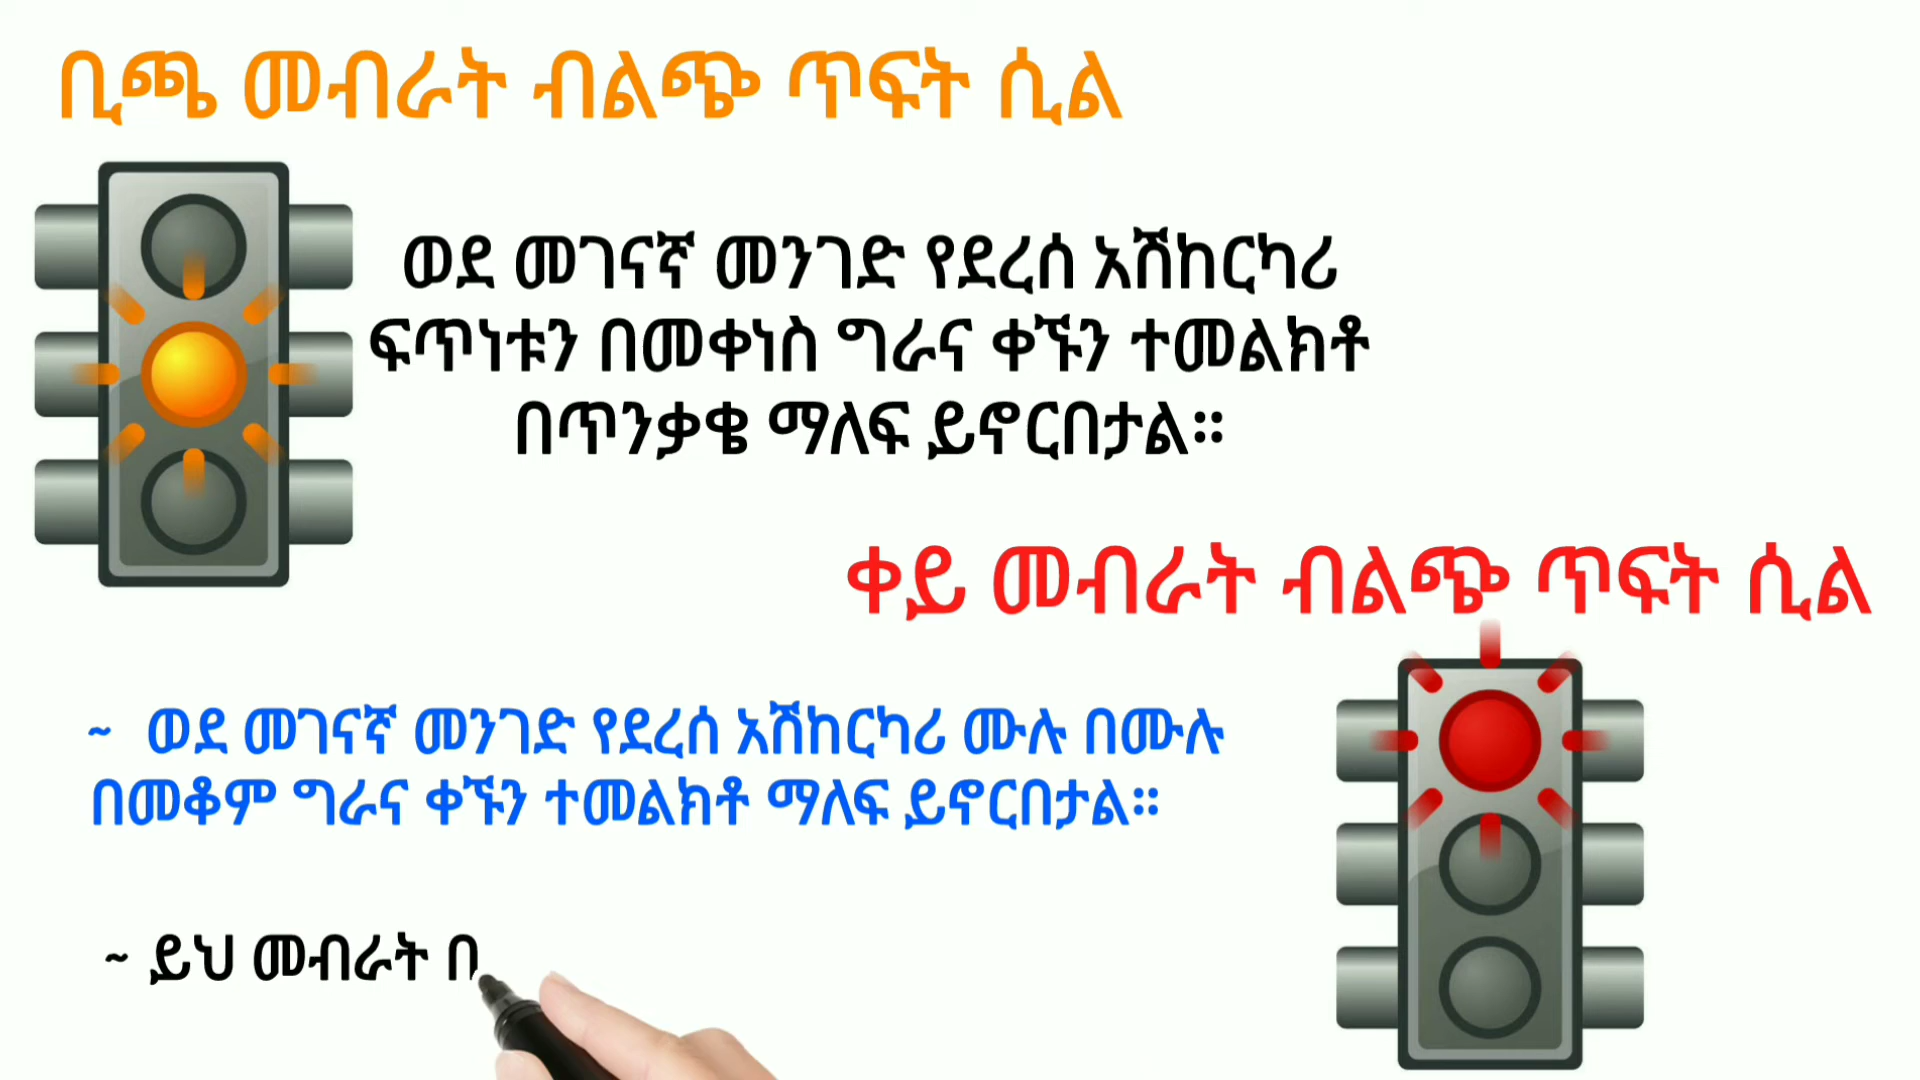 ቢጫ መብራት ብልጭ ጥፍት ሲል
ወደ መገናኛ መንገድ የደረሰ አሽከርካሪ
ፍጥነቱን በመቀነስ ግራና ቀኙን ተመልክቶ
በጥንቃቄ ማለፍ ይኖርበታል።
ቀይ መብራት ብልጭ ጥፍት ሲል
~ ወደ መገናኛ መንገድ የደረሰ አሽከርካሪ ሙሉ በሙሉ
በመቆም ግራና ቀኙን ተመልክቶ ማለፍ ይኖርበታል።
~ ይህ መብራት በ